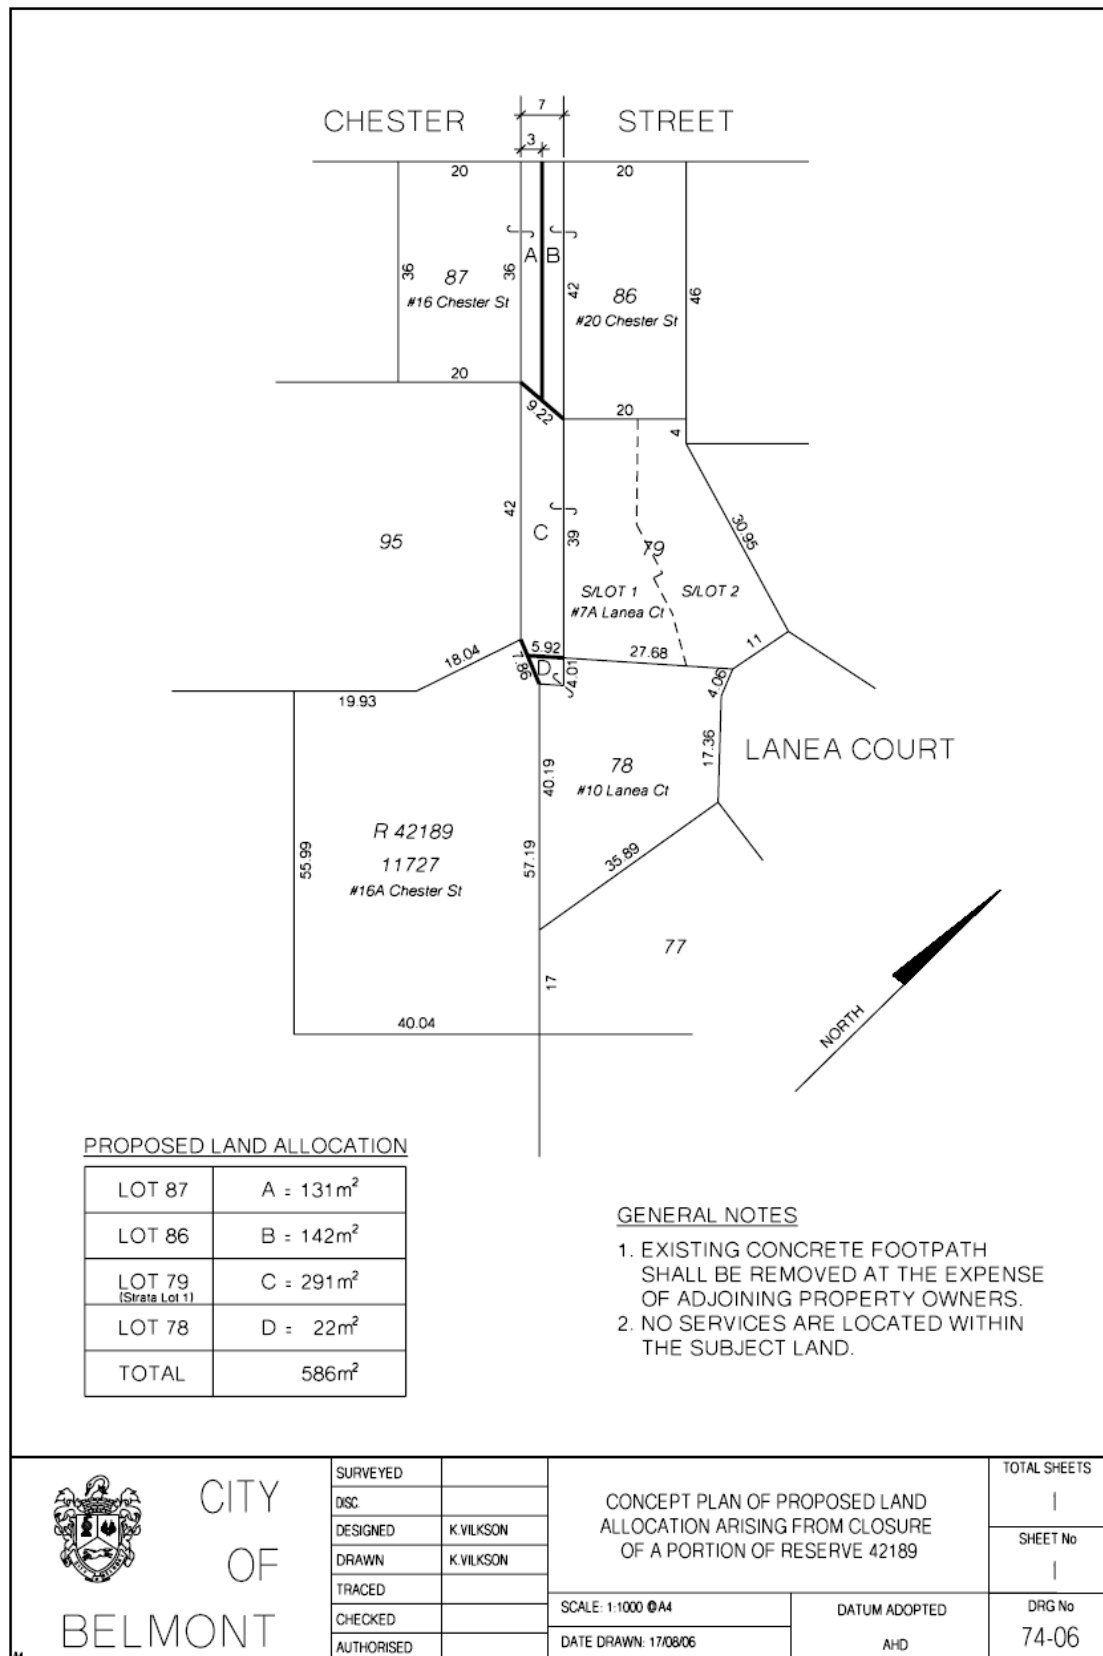 7
CHESTER STREET
3
20 20
A B
36 36 42 46
87
#16 Chester St
86
#20 Chester St
20
9.22
20
4
42
C
39
30.95
95
79
S/LOT 1 S/LOT 2
#7A Lanea Ct
11
18.04
5.92
27.68
7.86
D
4.01
4.06
19.93
17.36
LANEA COURT
40.19
78
#10 Lanea Ct
R 42189
11727
#16A Chester St
55.99
57.19
35.89
77
17
40.04
NORTH
PROPOSED LAND ALLOCATION
LOT 87 A = 131m²
LOT 86 B = 142m²
LOT 79 C = 291m²
(Strata Lot 1)
LOT 78 D = 22m²
TOTAL 586m²
GENERAL NOTES
1. EXISTING CONCRETE FOOTPATH
SHALL BE REMOVED AT THE EXPENSE
OF ADJOINING PROPERTY OWNERS.
2. NO SERVICES ARE LOCATED WITHIN
THE SUBJECT LAND.
CITY
OF
BELMONT
SURVEYED
DISC.
DESIGNED K.VILKSON
DRAWN K.VILKSON
TRACED
CHECKED
AUTHORISED
CONCEPT PLAN OF PROPOSED LAND
ALLOCATION ARISING FROM CLOSURE
OF A PORTION OF RESERVE 42189
SCALE: 1:1000 @A4
DATE DRAWN: 17/08/06
DATUM ADOPTED
AHD
TOTAL SHEETS
1
SHEET No
1
DRG No
74-06